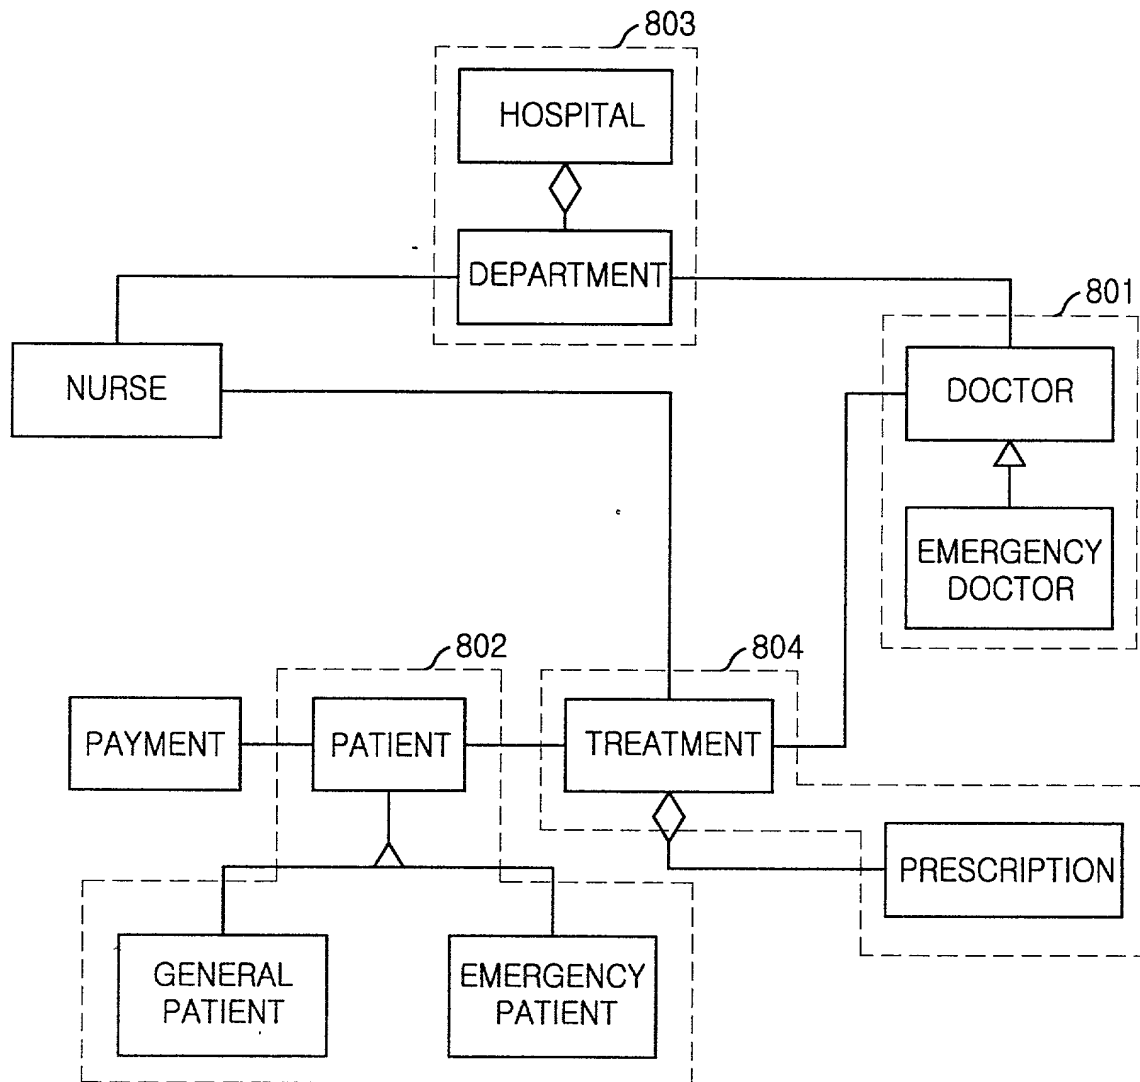 803
HOSPITAL
DEPARTMENT
801
NURSE
DOCTOR
EMERGENCY
DOCTOR
802
804
PAYMENT
PATIENT
TREATMENT
PRESCRIPTION
GENERAL
PATIENT
EMERGENCY
PATIENT